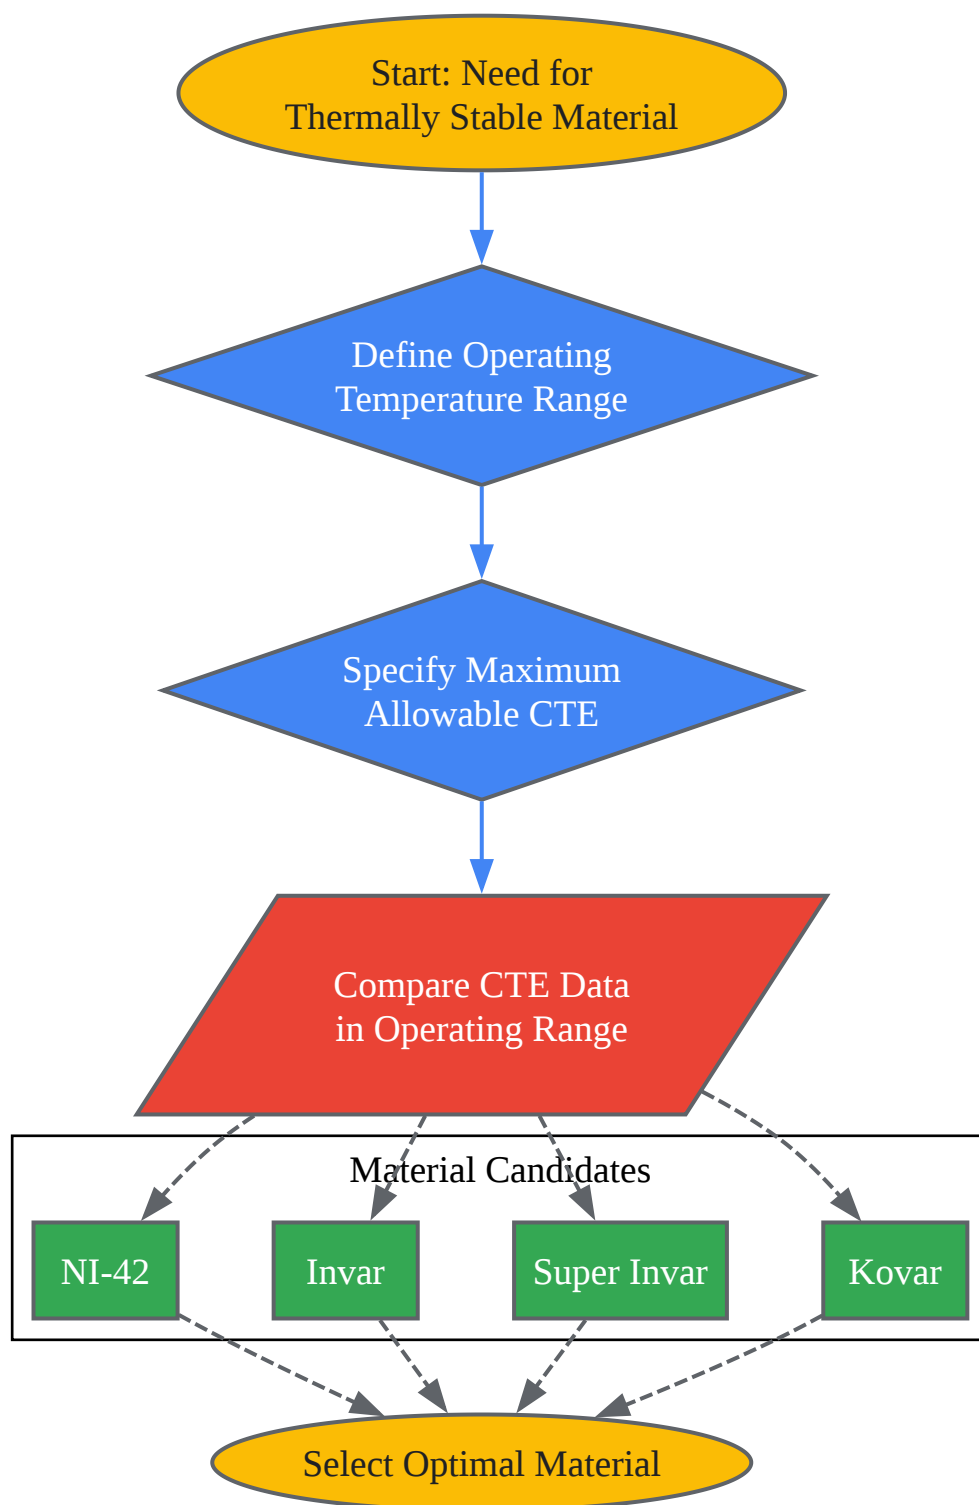 Start: Need for
Thermally Stable Material
Define Operating
Temperature Range
Specify Maximum
Allowable CTE
Compare CTE Data
in Operating Range
Material Candidates
NI-42
Invar
Super Invar
Kovar
Select Optimal Material